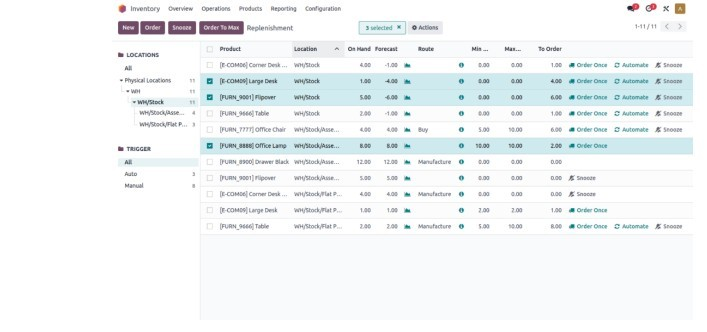 Inventory Overview Operations Products Reporting Configuration
New Order Snooze Order To Max Replenishment 3 selected × Actions 1-11 / 11
LOCATIONS
All
Physical Locations 11
WH 11
WH/Stock 11
WH/Stock/Asse... 4
WH/Stock/Flat P... 3
TRIGGER
All
Auto 3
Manual 8
Product Location On Hand Forecast Route Min ... Max... To Order
[E-COM06] Corner Desk ... WH/Stock 4.00 -1.00 0.00 0.00 1.00 Order Once Automate Snooze
[E-COM09] Large Desk WH/Stock 1.00 -4.00 0.00 0.00 4.00 Order Once Automate Snooze
[FURN_9001] Flipover WH/Stock 5.00 -6.00 0.00 0.00 6.00 Order Once Automate Snooze
[FURN_9666] Table WH/Stock 2.00 -1.00 0.00 0.00 1.00 Order Once Automate Snooze
[FURN_7777] Office Chair WH/Stock/Asse... 4.00 4.00 Buy 5.00 10.00 6.00 Order Once Automate Snooze
[FURN_8888] Office Lamp WH/Stock/Asse... 8.00 8.00 10.00 10.00 2.00 Order Once
[FURN_8900] Drawer Black WH/Stock/Asse... 12.00 12.00 Manufacture 0.00 0.00 0.00
[FURN_9001] Flipover WH/Stock/Asse... 5.00 5.00 0.00 0.00 0.00 Snooze
[E-COM06] Corner Desk ... WH/Stock/Flat P... 4.00 4.00 Manufacture 0.00 0.00 0.00 Snooze
[E-COM09] Large Desk WH/Stock/Flat P... 1.00 1.00 2.00 2.00 1.00 Order Once
[FURN_9666] Table WH/Stock/Flat P... 2.00 2.00 Manufacture 5.00 10.00 8.00 Order Once Automate Snooze